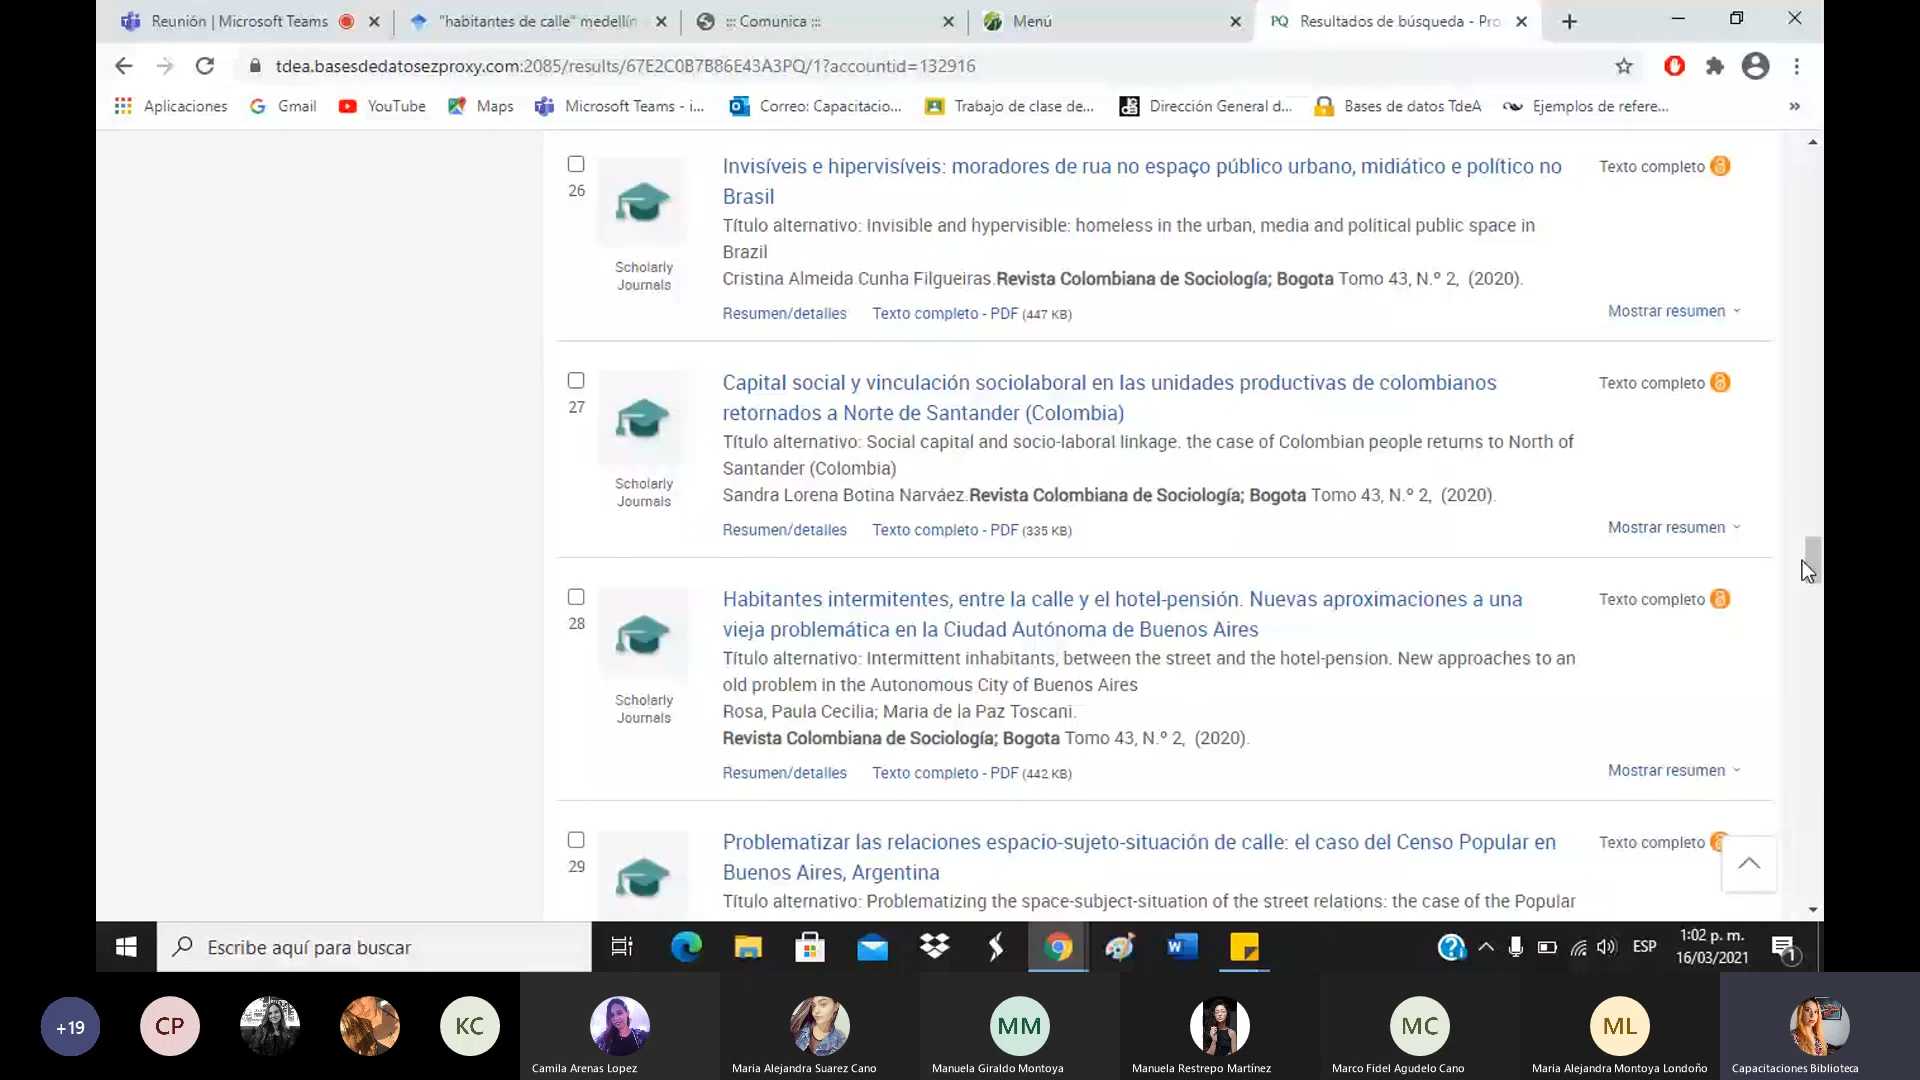 Reunión | Microsoft Teams
"habitantes de calle" medellín
::: Comunica :::
Menú
PQ Resultados de búsqueda - Pro
tdea.basesdedatosezproxy.com:2085/results/67E2C0B7B86E43A3PQ/1?accountid=132916
Aplicaciones
Gmail
YouTube
Maps
Microsoft Teams - i...
Correo: Capacitacio...
Trabajo de clase de...
Dirección General d...
Bases de datos TdeA
Ejemplos de refere...
»
26
Scholarly
Journals
Invisíveis e hipervisíveis: moradores de rua no espaço público urbano, midiático e político no
Brasil
Título alternativo: Invisible and hypervisible: homeless in the urban, media and political public space in
Brazil
Cristina Almeida Cunha Filgueiras.Revista Colombiana de Sociología; Bogota Tomo 43, N.º 2, (2020).
Resumen/detalles Texto completo - PDF (447 KB)
Texto completo
Mostrar resumen
27
Scholarly
Journals
Capital social y vinculación sociolaboral en las unidades productivas de colombianos
retornados a Norte de Santander (Colombia)
Título alternativo: Social capital and socio-laboral linkage. the case of Colombian people returns to North of
Santander (Colombia)
Sandra Lorena Botina Narváez.Revista Colombiana de Sociología; Bogota Tomo 43, N.º 2, (2020).
Resumen/detalles Texto completo - PDF (335 KB)
Texto completo
Mostrar resumen
28
Scholarly
Journals
Habitantes intermitentes, entre la calle y el hotel-pensión. Nuevas aproximaciones a una
vieja problemática en la Ciudad Autónoma de Buenos Aires
Título alternativo: Intermittent inhabitants, between the street and the hotel-pension. New approaches to an
old problem in the Autonomous City of Buenos Aires
Rosa, Paula Cecilia; Maria de la Paz Toscani.
Revista Colombiana de Sociología; Bogota Tomo 43, N.º 2, (2020).
Resumen/detalles Texto completo - PDF (442 KB)
Texto completo
Mostrar resumen
29
Problematizar las relaciones espacio-sujeto-situación de calle: el caso del Censo Popular en
Buenos Aires, Argentina
Título alternativo: Problematizing the space-subject-situation of the street relations: the case of the Popular
Texto completo
Escribe aquí para buscar
ESP
1:02 p. m.
16/03/2021
1
+19
CP
KC
Camila Arenas Lopez
Maria Alejandra Suarez Cano
MM
Manuela Giraldo Montoya
Manuela Restrepo Martínez
MC
Marco Fidel Agudelo Cano
ML
Maria Alejandra Montoya Londoño
Capacitaciones Biblioteca